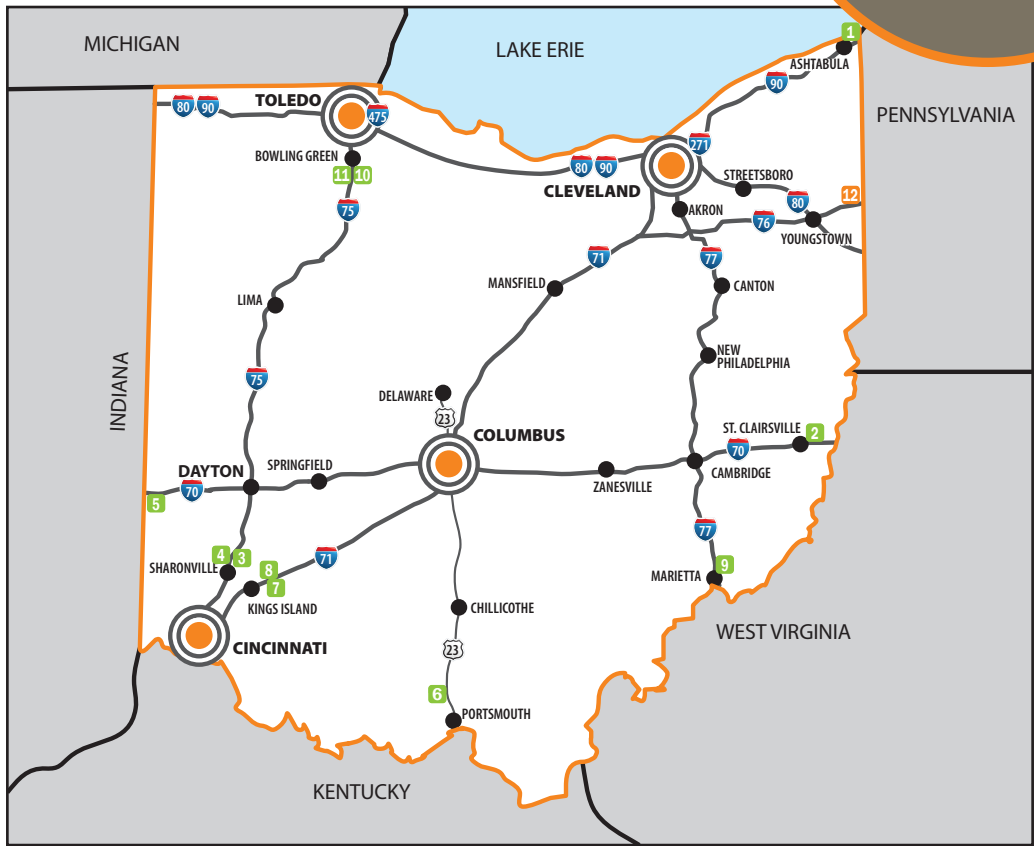 1
MICHIGAN
LAKE ERIE
ASHTABULA
90
PENNSYLVANIA
80 90
TOLEDO
475
271
BOWLING GREEN
11 10
80 90
CLEVELAND
STREETSBORO
80
12
75
AKRON
76
YOUNGSTOWN
71
77
MANSFIELD
CANTON
LIMA
NEW
PHILADELPHIA
75
INDIANA
DELAWARE
23
COLUMBUS
ST. CLAIRSVILLE
2
70
DAYTON
SPRINGFIELD
ZANESVILLE
CAMBRIDGE
5
70
77
71
4 3
SHARONVILLE
8
7
KINGS ISLAND
9
MARIETTA
CHILLICOTHE
WEST VIRGINIA
CINCINNATI
23
6
PORTSMOUTH
KENTUCKY